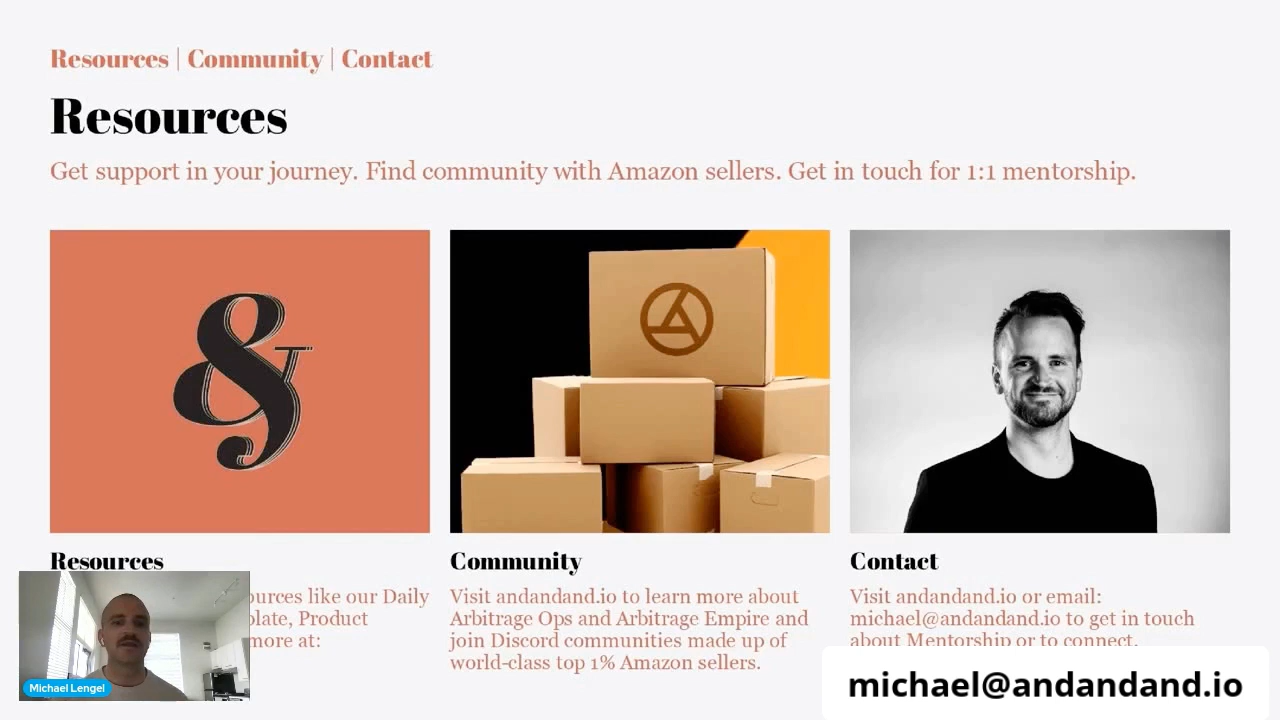 Resources | Community | Contact
Resources
Get support in your journey. Find community with Amazon sellers. Get in touch for 1:1 mentorship.
&
Resources
ources like our Daily
late, Product
more at:
Community
Visit andandand.io to learn more about
Arbitrage Ops and Arbitrage Empire and
join Discord communities made up of
world-class top 1% Amazon sellers.
Contact
Visit andandand.io or email:
michael@andandand.io to get in touch
about Mentorship or to connect.
Michael Lengel
michael@andandand.io